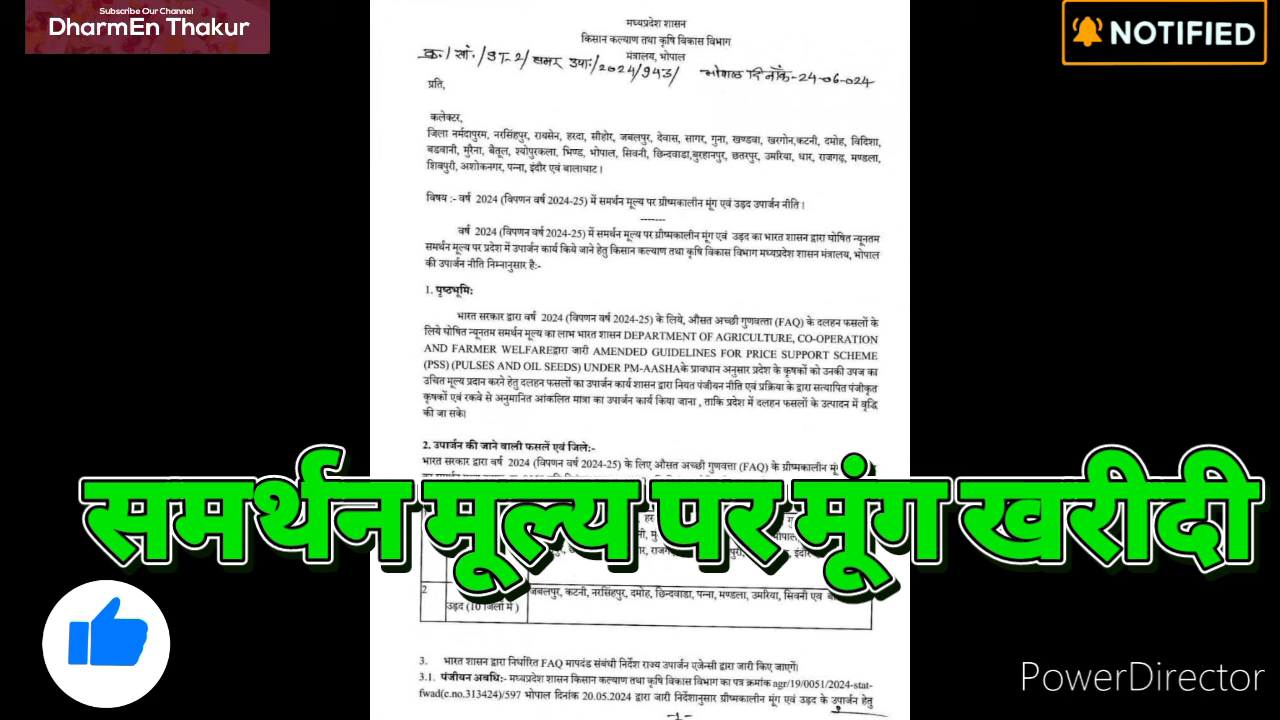 Subscribe Our Channel
DharmEn Thakur
NOTIFIED
मध्यप्रदेश शासन
किसान कल्याण तथा कृषि विकास विभाग
मंत्रालय, भोपाल
/2024/943/ भोपाल दिनाँक-24-06-024
प्रति,
कलेक्टर,
जिला नर्मदापुरम, नरसिंहपुर, रायसेन, हरदा, सीहोर, जबलपुर, देवास, सागर, गुना, खण्डवा, खरगोन,कटनी, दमोह, विदिशा,
बडवानी, मुरैना, बैतूल, श्योपुरकला, भिण्ड, भोपाल, सिवनी, छिन्दवाडा,बुरहानपुर, छतरपुर, उमरिया, धार, राजगढ़, मण्डला,
शिवपुरी, अशोकनगर, पन्ना, इंदौर एवं बालाघाट।
विषय :- वर्ष 2024 (विपणन वर्ष 2024-25) में समर्थन मूल्य पर ग्रीष्मकालीन मूंग एवं उड़द उपार्जन नीति।
-------
वर्ष 2024 (विपणन वर्ष 2024-25) में समर्थन मूल्य पर ग्रीष्मकालीन मूंग एवं उड़द का भारत शासन द्वारा घोषित न्यूनतम
समर्थन मूल्य पर प्रदेश में उपार्जन कार्य किये जाने हेतु किसान कल्याण तथा कृषि विकास विभाग मध्यप्रदेश शासन मंत्रालय, भोपाल
की उपार्जन नीति निम्नानुसार है:-
1. पृष्ठभूमि:
भारत सरकार द्वारा वर्ष 2024 (विपणन वर्ष 2024-25) के लिये, औसत अच्छी गुणवत्ता (FAQ) के दलहन फसलों के
लिये घोषित न्यूनतम समर्थन मूल्य का लाभ भारत शासन DEPARTMENT OF AGRICULTURE, CO-OPERATION
AND FARMER WELFAREद्वारा जारी AMENDED GUIDELINES FOR PRICE SUPPORT SCHEME
(PSS) (PULSES AND OIL SEEDS) UNDER PM-AASHAके प्रावधान अनुसार प्रदेश के कृषकों को उनकी उपज का
उचित मूल्य प्रदान करने हेतु दलहन फसलों का उपार्जन कार्य शासन द्वारा नियत पंजीयन नीति एवं प्रक्रिया के द्वारा सत्यापित पंजीकृत
कृषकों एवं रकवे से अनुमानित आंकलित मात्रा का उपार्जन कार्य किया जाना , ताकि प्रदेश में दलहन फसलों के उत्पादन में वृद्धि
की जा सके।
2. उपार्जन की जाने वाली फसलें एवं जिले:-
भारत सरकार द्वारा वर्ष 2024 (विपणन वर्ष 2024-25) के लिए औसत अच्छी गुणवत्ता (FAQ) के ग्रीष्मकालीन
समर्थन मूल्य पर मूंग खरीदी
2 उड़द (10 जिलों में ) जबलपुर, कटनी, नरसिंहपुर, दमोह, छिन्दवाडा, पन्ना, मण्डला, उमरिया, सिवनी एवं
3. भारत शासन द्वारा निर्धारित FAQ मापदंड संबंधी निर्देश राज्य उपार्जन एजेन्सी द्वारा जारी किए जाएगें।
3.1. पंजीयन अवधि:- मध्यप्रदेश शासन किसान कल्याण तथा कृषि विकास विभाग का पत्र क्रमांक agr/19/0051/2024-stat-
fwad(c.no.313424)/597 भोपाल दिनांक 20.05.2024 द्वारा जारी निर्देशानुसार ग्रीष्मकालीन मूंग एवं उड़द के उपार्जन हेतु
-1-
PowerDirector